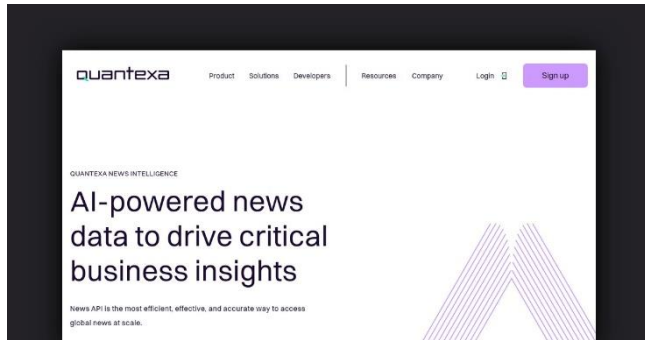 quantexa
Product Solutions Developers Resources Company Login Sign up
QUANTEXA NEWS INTELLIGENCE
AI-powered news
data to drive critical
business insights
News API is the most efficient, effective, and accurate way to access
global news at scale.